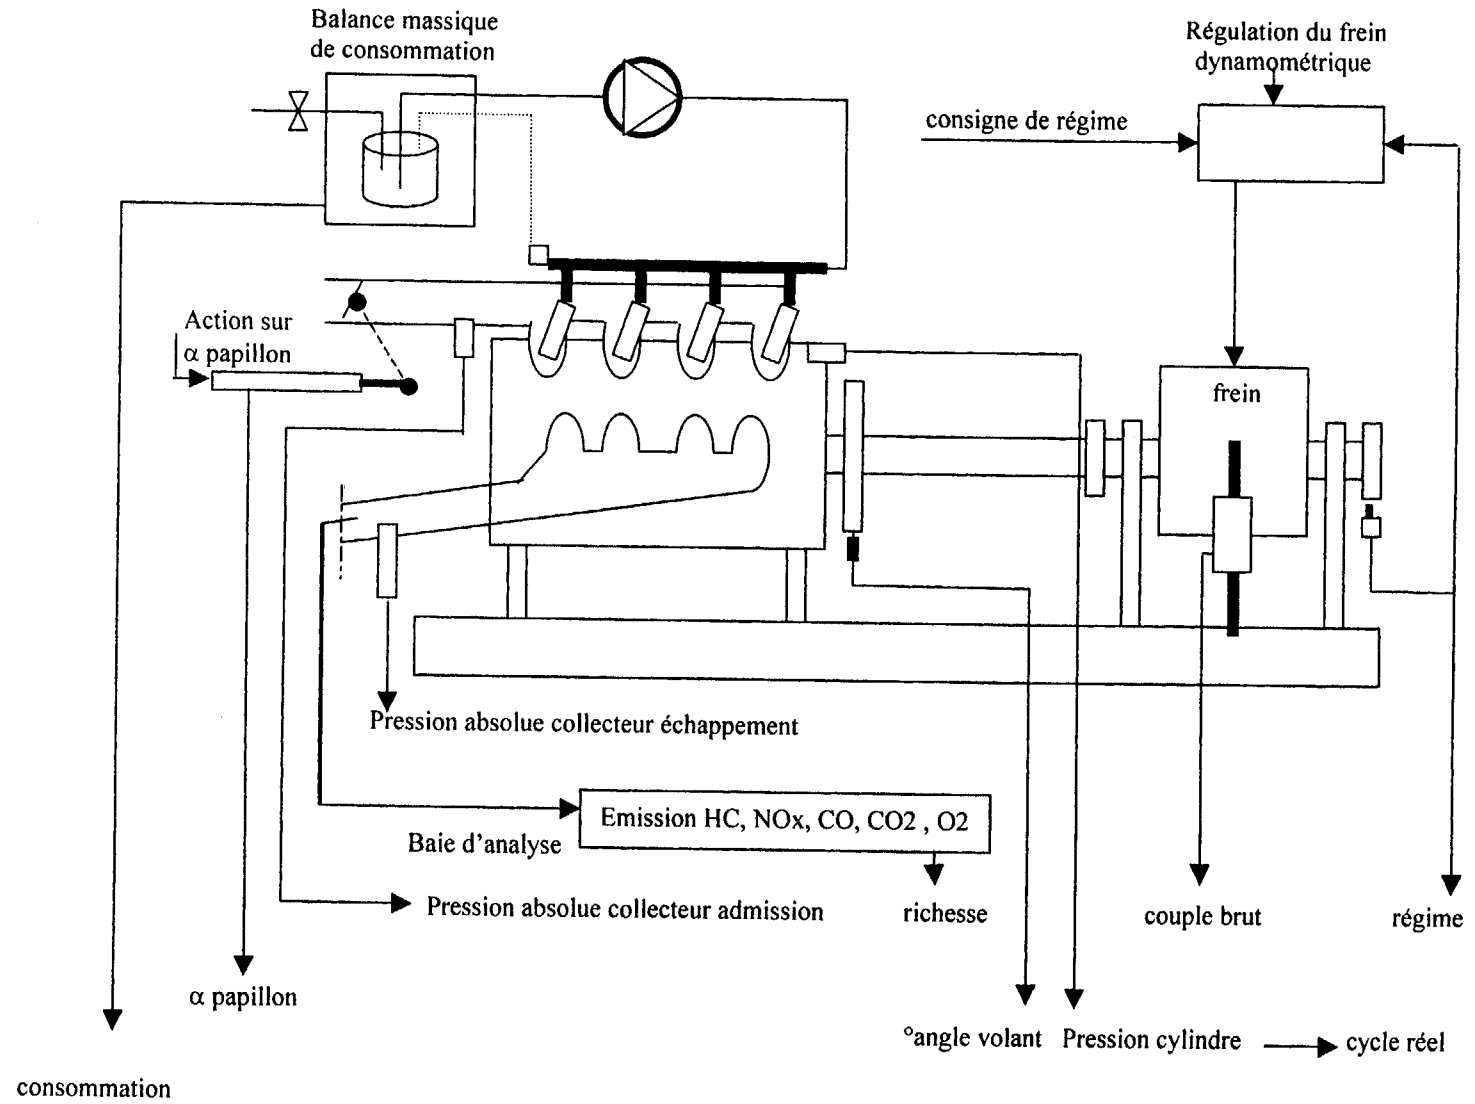 Balance massique
de consommation
Régulation du frein
dynamométrique
consigne de régime
Action sur
α papillon
frein
Pression absolue collecteur échappement
Emission HC, NOx, CO, CO2 , O2
Baie d'analyse
Pression absolue collecteur admission
richesse
couple brut
régime
α papillon
°angle volant
Pression cylindre
cycle réel
consommation